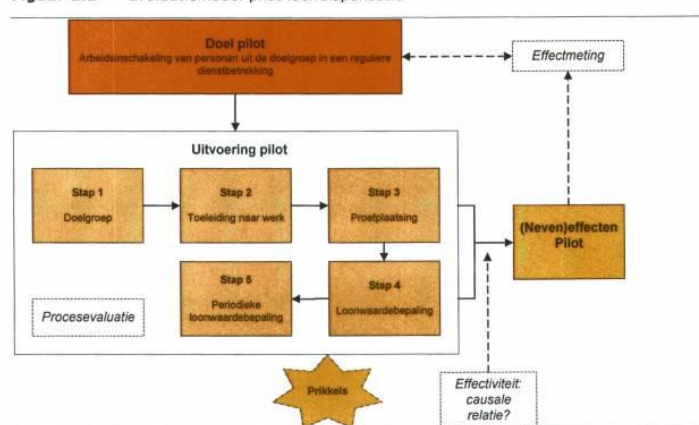 Doel pilot
Arbeidsinschakeling van personen uit de doelgroep in een reguliere
dienstbetrekking
Effectmeting
Uitvoering pilot
Stap 1
Doelgroep
Stap 2
Toeleiding naar werk
Stap 3
Proefplaatsing
(Neven)effecten
Pilot
Stap 5
Periodieke
loonwaardebepaling
Stap 4
Loonwaardebepaling
Procesevaluatie
Prikkels
Effectiviteit:
causale
relatie?